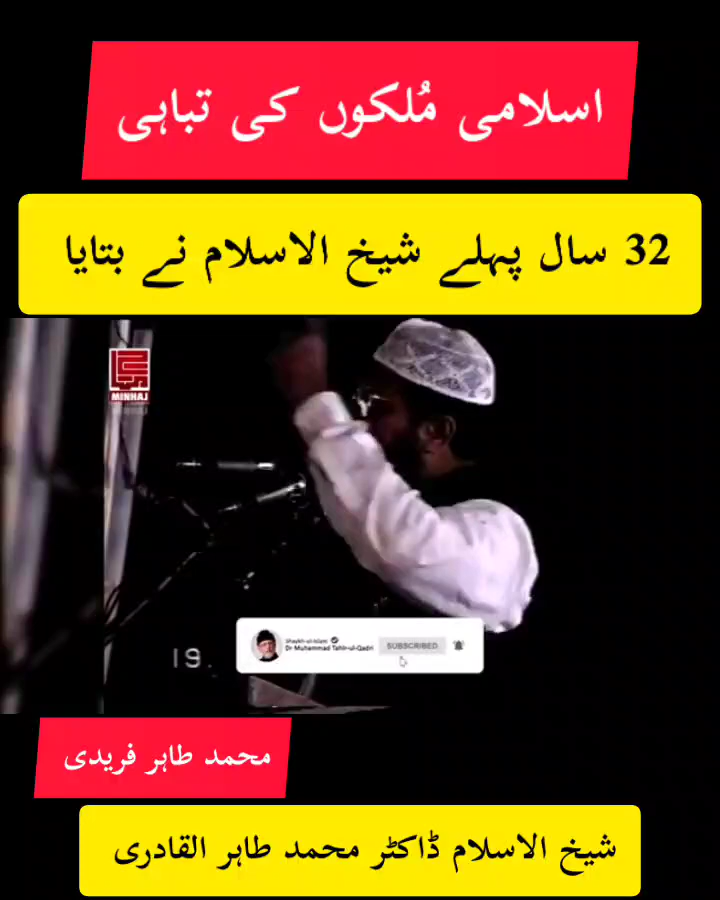 اسلامی مُلکوں کی تباہی
32 سال پہلے شیخ الاسلام نے بتایا
MINHAJ
Shaykh-ul-Islam
Dr Muhammad Tahir-ul-Qadri
SUBSCRIBED
19.
محمد طاہر فریدی
شیخ الاسلام ڈاکٹر محمد طاہر القادری